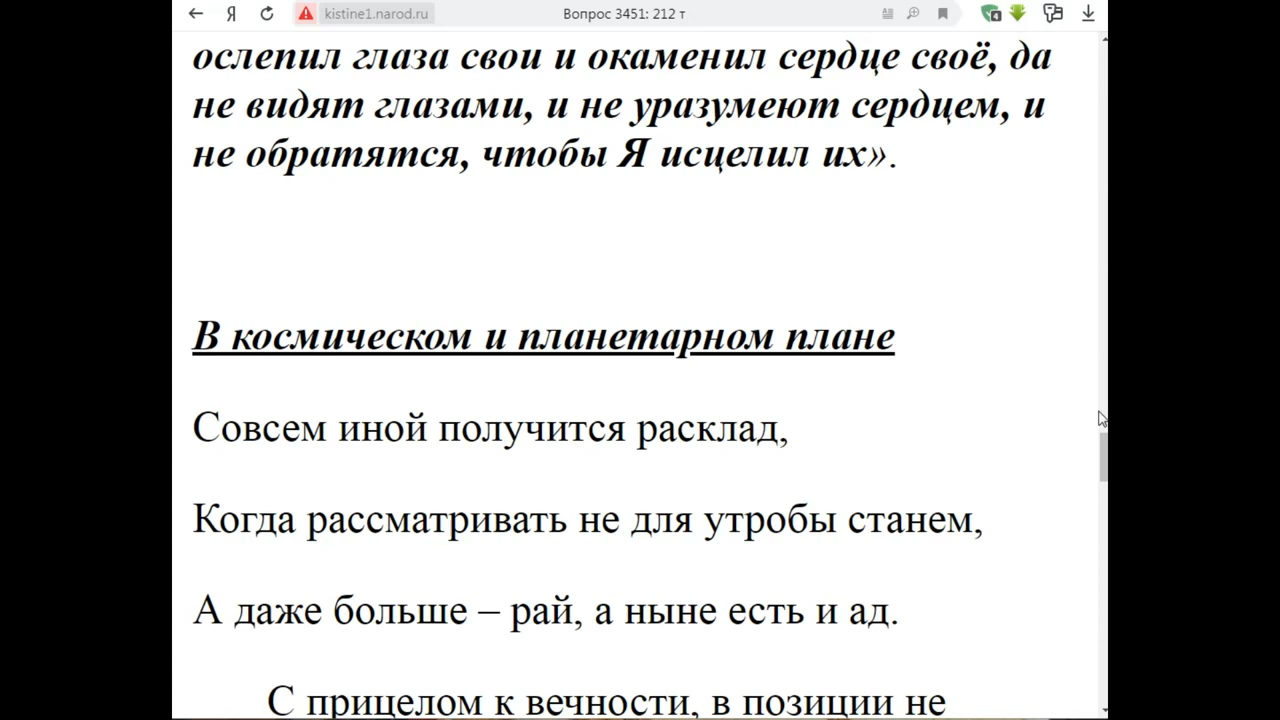 Я kistine1.narod.ru Вопрос 3451: 212 т 4
ослепил глаза свои и окаменил сердце своё, да
не видят глазами, и не уразумеют сердцем, и
не обратятся, чтобы Я исцелил их».
В космическом и планетарном плане
Совсем иной получится расклад,
Когда рассматривать не для утробы станем,
А даже больше – рай, а ныне есть и ад.
С прицелом к вечности, в позиции не